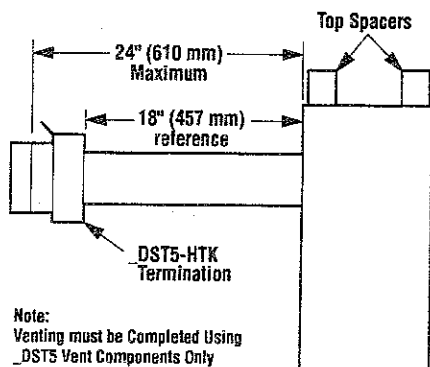 Top Spacers
24" (610 mm)
Maximum
18" (457 mm)
reference
_DST5-HTK
Termination
Note:
Venting must be Completed Using
_DST5 Vent Components Only